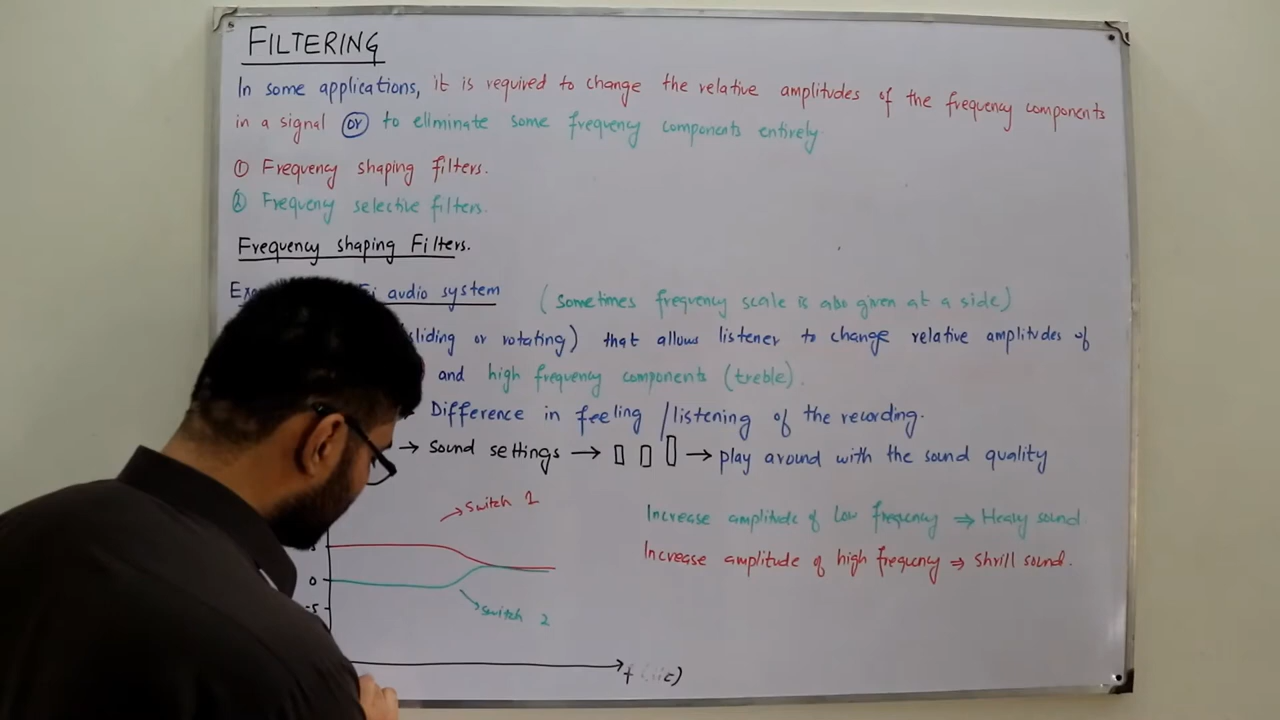 FILTERING
In some applications, it is required to change the relative amplitudes of the frequency components
in a signal or to eliminate some frequency components entirely
① Frequency shaping filters.
② Frequency selective filters.
Frequency shaping Filters.
audio system (sometimes frequency scale is also given at a side)
sliding or rotating) that allows listener to change relative amplitudes of
and high frequency components (treble).
Difference in feeling / listening of the recording.
→ Sound settings → → play around with the sound quality
→ Switch 1
Increase amplitude of low frequency ⇒ Heavy sound
Increase amplitude of high frequency ⇒ Shrill sound.
0
-5
Switch 2
f